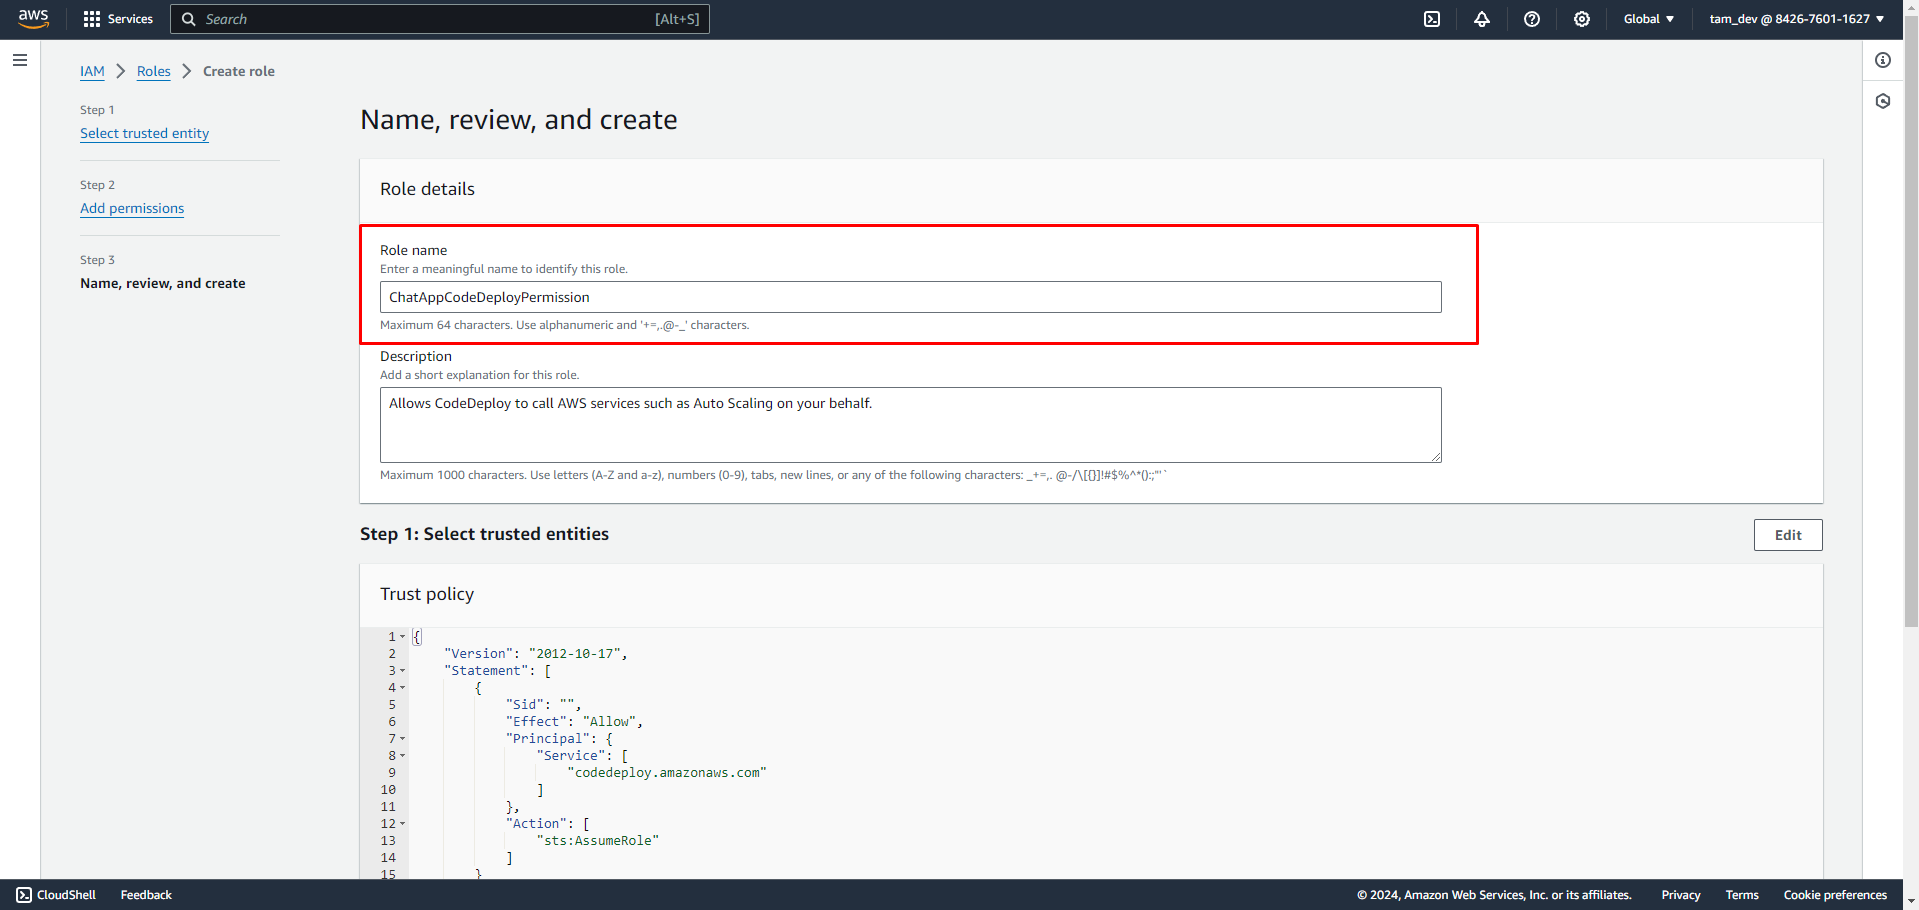 aws
Services
Search
[Alt+S]
Global
tam_dev @ 8426-7601-1627
IAM
Roles
Create role
Step 1
Select trusted entity
Step 2
Add permissions
Step 3
Name, review, and create
Name, review, and create
Role details
Role name
Enter a meaningful name to identify this role.
ChatAppCodeDeployPermission
Maximum 64 characters. Use alphanumeric and '+=,.@-_' characters.
Description
Add a short explanation for this role.
Allows CodeDeploy to call AWS services such as Auto Scaling on your behalf.
Maximum 1000 characters. Use letters (A-Z and a-z), numbers (0-9), tabs, new lines, or any of the following characters: _+=,. @-/\[{}]!#$%^*();:"'`
Step 1: Select trusted entities
Edit
Trust policy
1 {
2 "Version": "2012-10-17",
3 "Statement": [
4 {
5 "Sid": "",
6 "Effect": "Allow",
7 "Principal": {
8 "Service": [
9 "codedeploy.amazonaws.com"
10 ]
11 },
12 "Action": [
13 "sts:AssumeRole"
14 ]
15 }
CloudShell
Feedback
© 2024, Amazon Web Services, Inc. or its affiliates.
Privacy
Terms
Cookie preferences